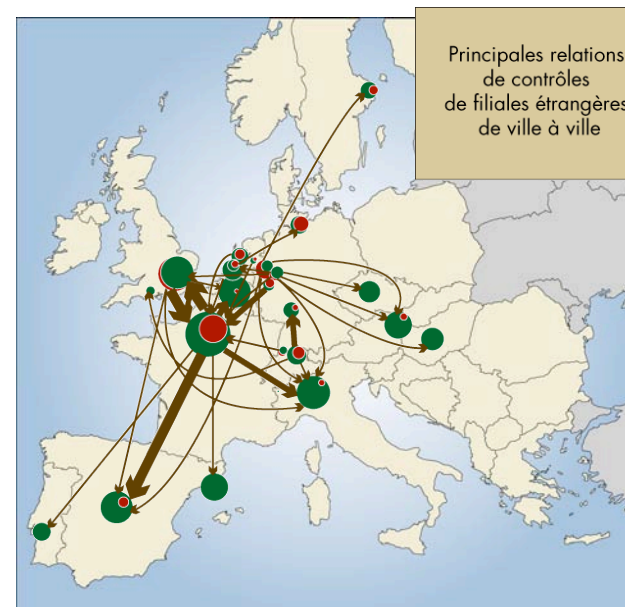 Principales relations
de contrôles
de filiales étrangères
de ville à ville